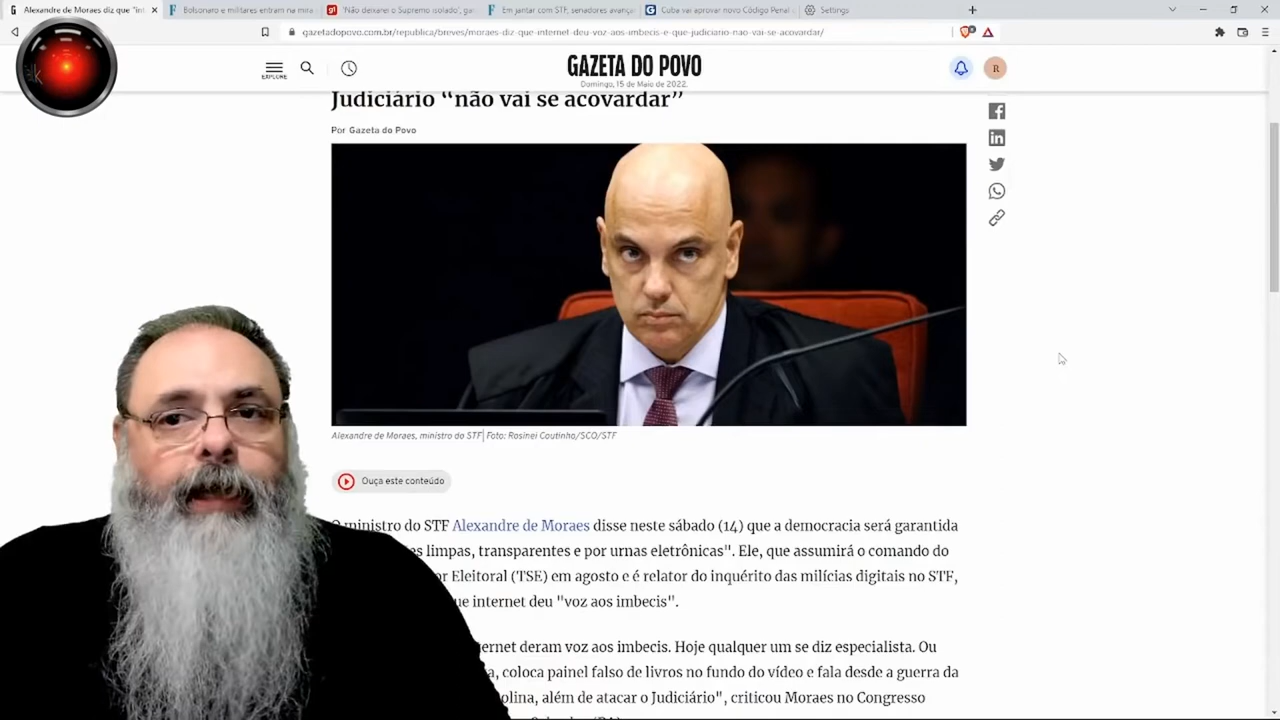 Alexandre de Moraes diz que "int
Bolsonaro e militares entram na mira
'Não deixarei o Supremo isolado', ga
Em jantar com STF, senadores avança
Cuba vai aprovar novo Código Penal
Settings
gazetadopovo.com.br/republica/breves/moraes-diz-que-internet-deu-voz-aos-imbecis-e-que-judiciario-nao-vai-se-acovardar/
EXPLORE
GAZETA DO POVO
Domingo, 15 de Maio de 2022.
R
Judiciário “não vai se acovardar”
Por Gazeta do Povo
Alexandre de Moraes, ministro do STF| Foto: Rosinei Coutinho/SCO/STF
Ouça este conteúdo
O ministro do STF Alexandre de Moraes disse neste sábado (14) que a democracia será garantida
es limpas, transparentes e por urnas eletrônicas". Ele, que assumirá o comando do
or Eleitoral (TSE) em agosto e é relator do inquérito das milícias digitais no STF,
ue internet deu "voz aos imbecis".
ernet deram voz aos imbecis. Hoje qualquer um se diz especialista. Ou
a, coloca painel falso de livros no fundo do vídeo e fala desde a guerra da
olina, além de atacar o Judiciário", criticou Moraes no Congresso